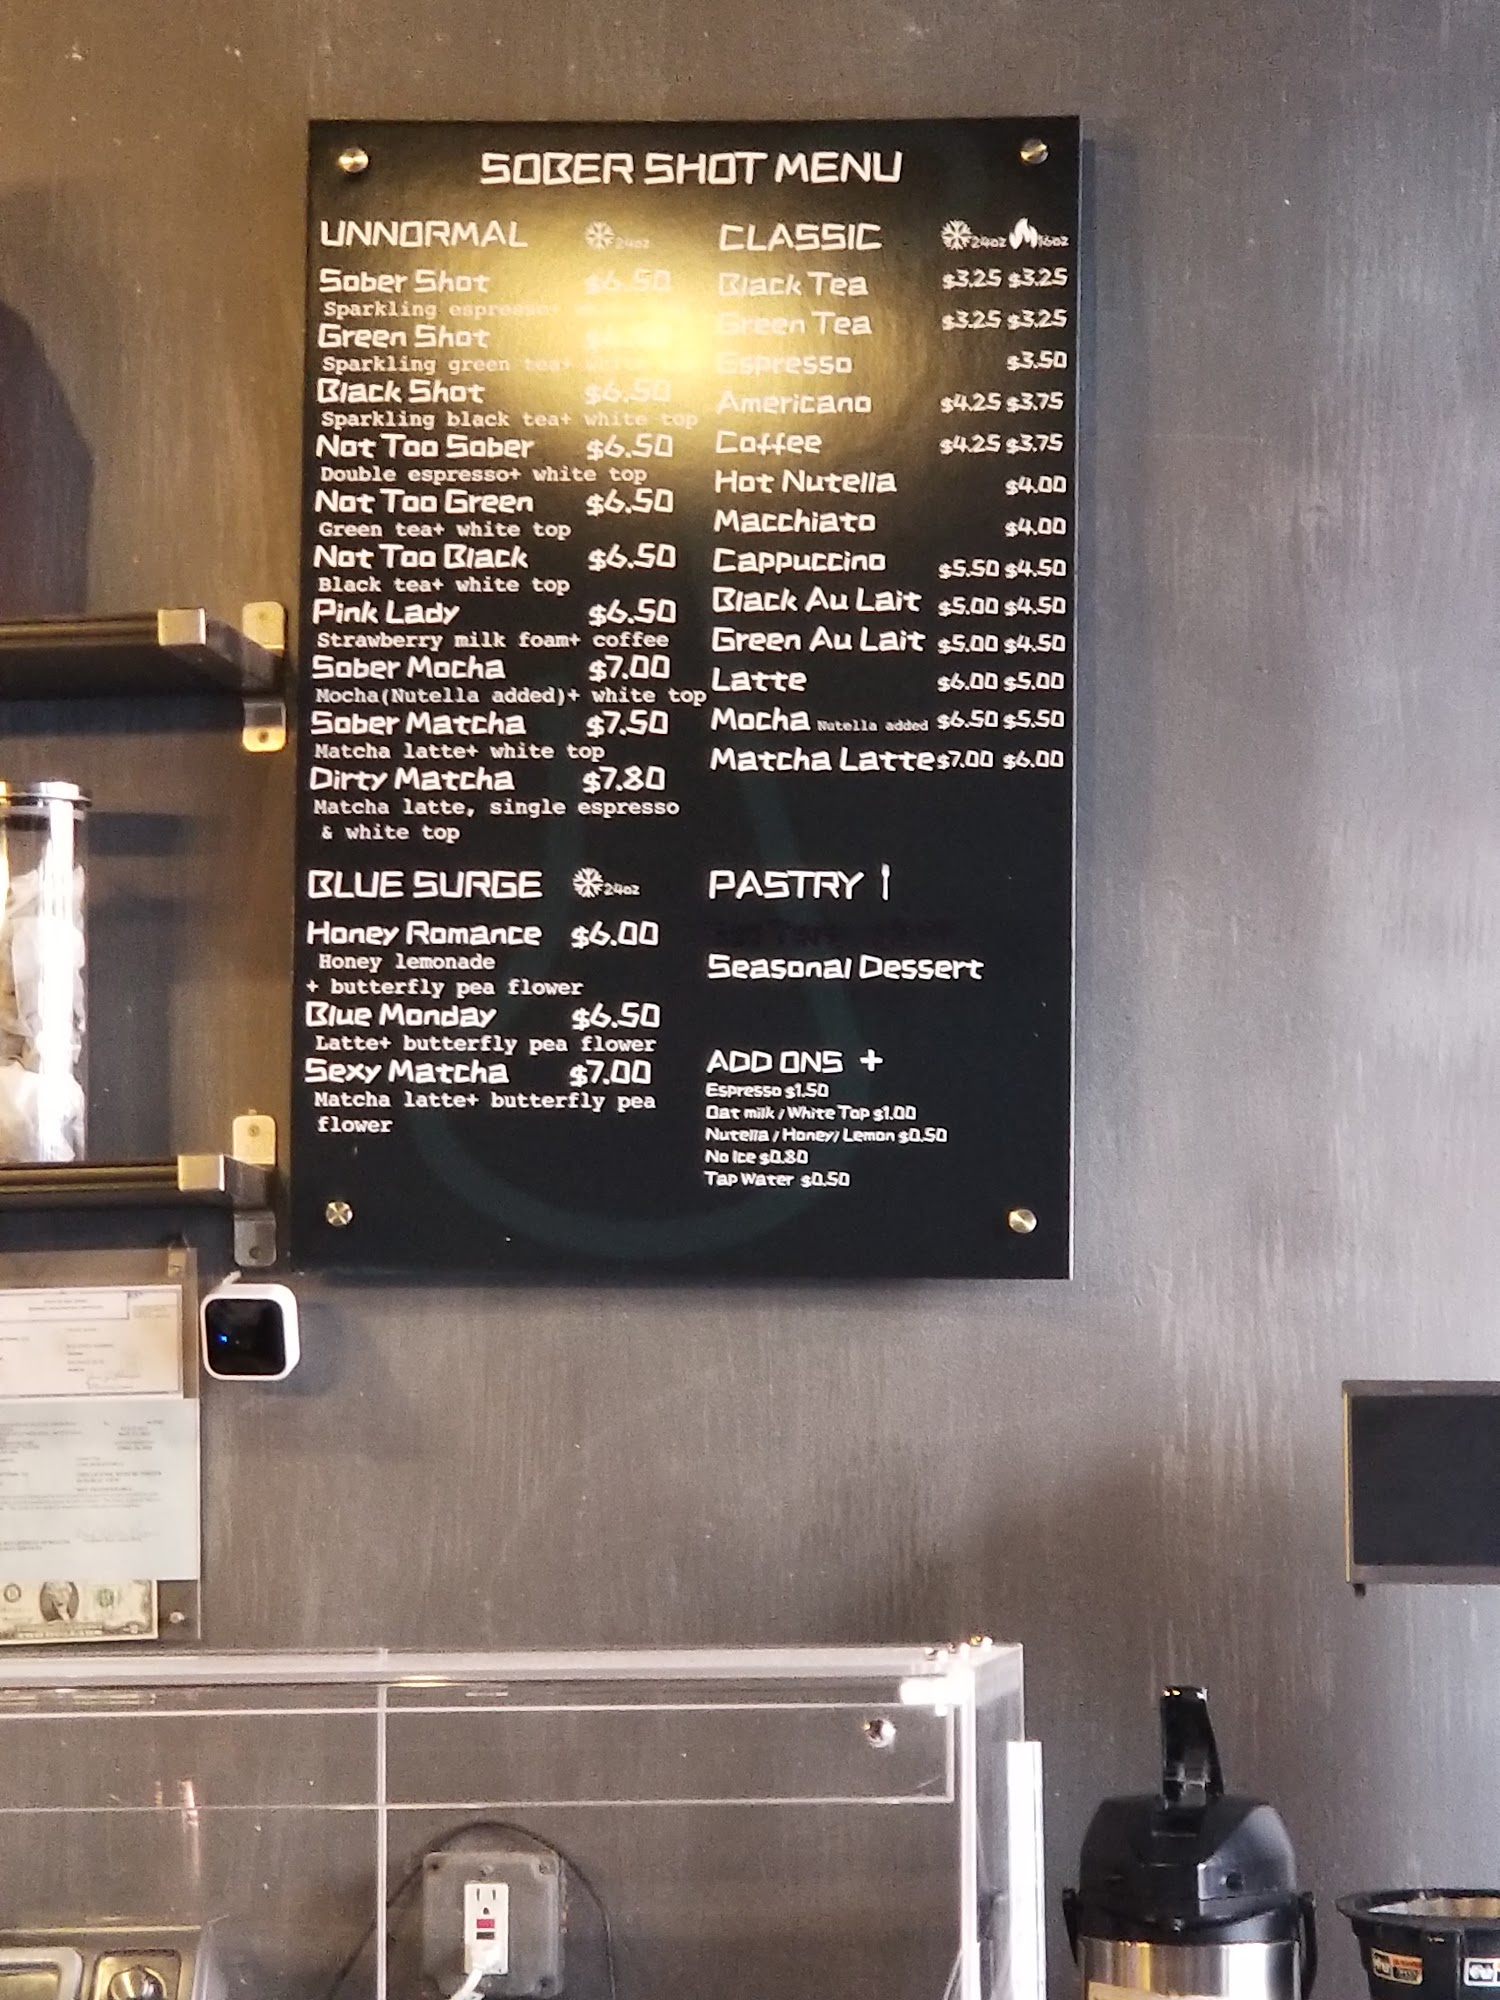 SOBER SHOT MENU
UNNORMAL 24oz
Sober Shot $6.50
Sparkling espresso+
Green Shot
Sparkling green tea+
Black Shot $6.50
Sparkling black tea+ white top
Not Too Sober $6.50
Double espresso+ white top
Not Too Green $6.50
Green tea+ white top
Not Too Black $6.50
Black tea+ white top
Pink Lady $6.50
Strawberry milk foam+ coffee
Sober Mocha $7.00
Mocha(Nutella added)+ white top
Sober Matcha $7.50
Matcha latte+ white top
Dirty Matcha $7.80
Matcha latte, single espresso
& white top
BLUE SURGE 24oz
Honey Romance $6.00
Honey lemonade
+ butterfly pea flower
Blue Monday $6.50
Latte+ butterfly pea flower
Sexy Matcha $7.00
Matcha latte+ butterfly pea
flower
CLASSIC 24oz 16oz
Black Tea $3.25 $3.25
Green Tea $3.25 $3.25
Espresso $3.50
Americano $4.25 $3.75
Coffee $4.25 $3.75
Hot Nutella $4.00
Macchiato $4.00
Cappuccino $5.50 $4.50
Black Au Lait $5.00 $4.50
Green Au Lait $5.00 $4.50
Latte $6.00 $5.00
Mocha Nutella added $6.50 $5.50
Matcha Latte $7.00 $6.00
PASTRY
Seasonal Dessert
ADD ONS +
Espresso $1.50
Oat milk / White Top $1.00
Nutella / Honey/ Lemon $0.50
No Ice $0.80
Tap Water $0.50